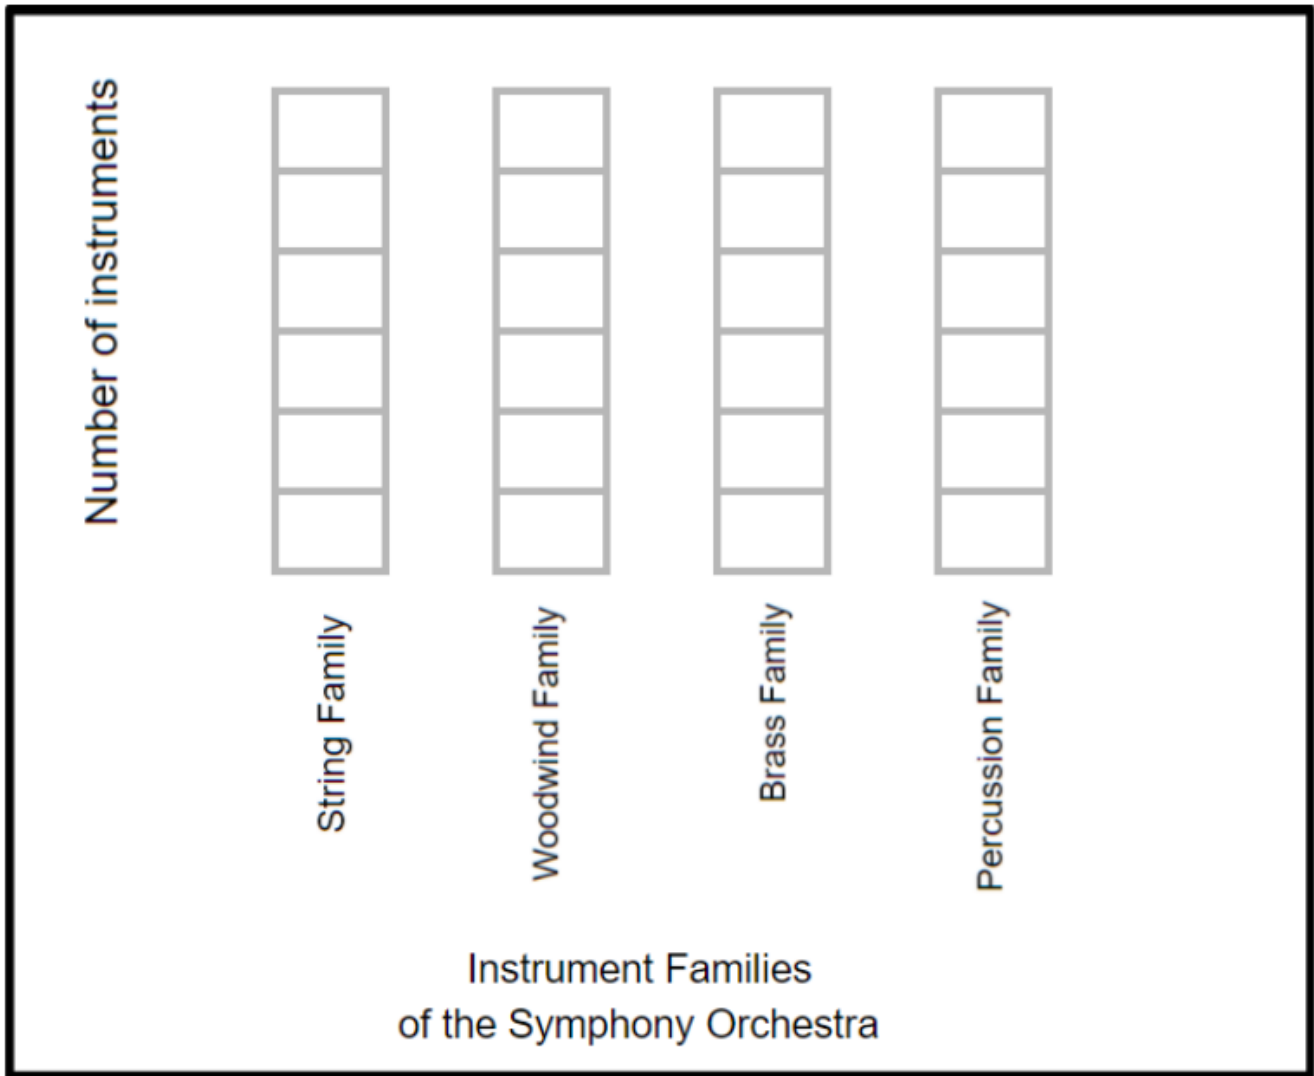 Number of instruments
String Family
Woodwind Family
Brass Family
Percussion Family
Instrument Families
of the Symphony Orchestra